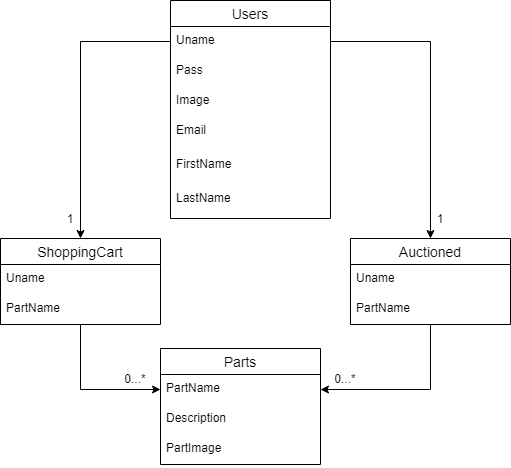 Users
Uname
Pass
Image
Email
FirstName
LastName
1
1
ShoppingCart
Uname
PartName
Auctioned
Uname
PartName
0...*
0...*
Parts
PartName
Description
PartImage